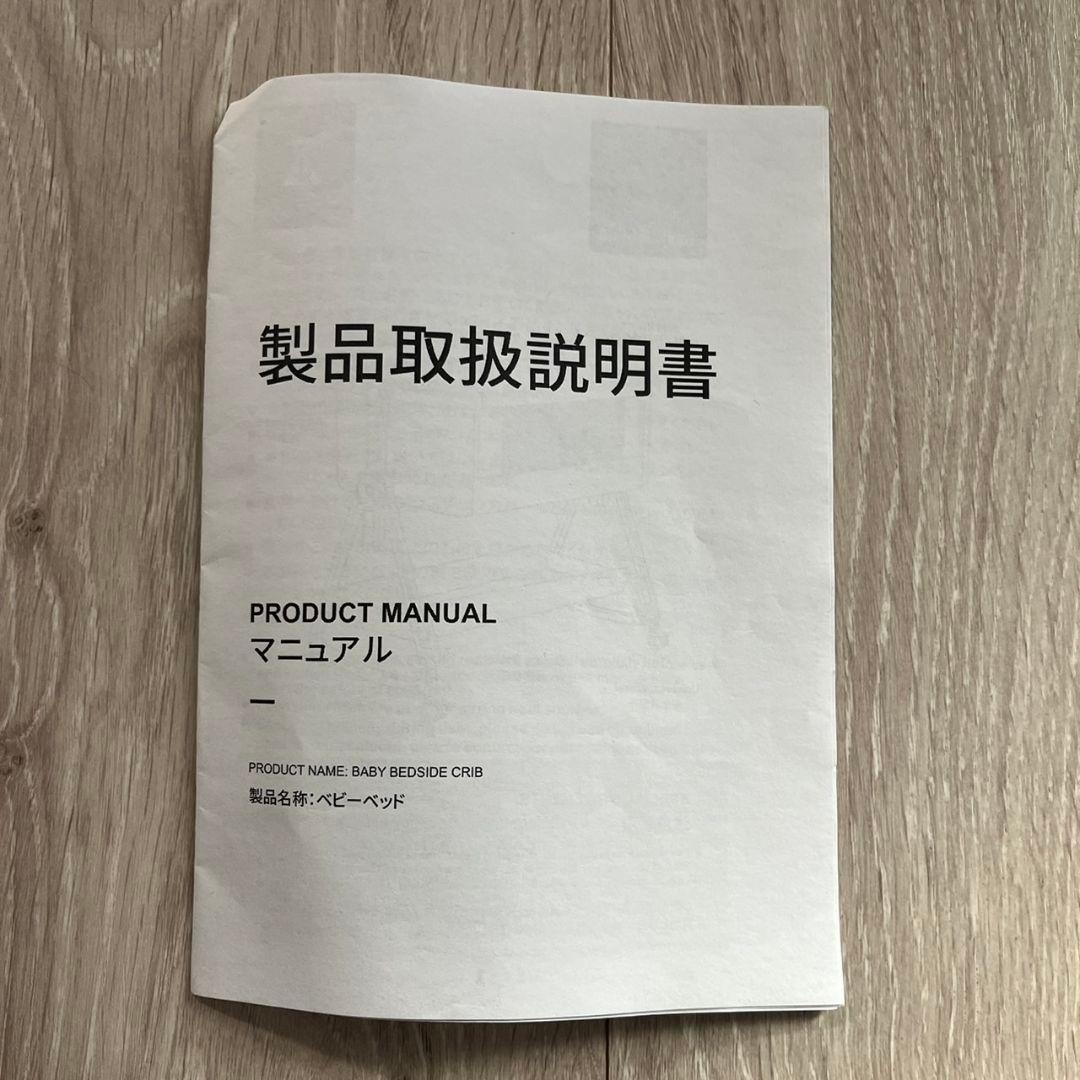 製品取扱説明書
PRODUCT MANUAL
マニュアル
PRODUCT NAME: BABY BEDSIDE CRIB
製品名称：ベビーベッド